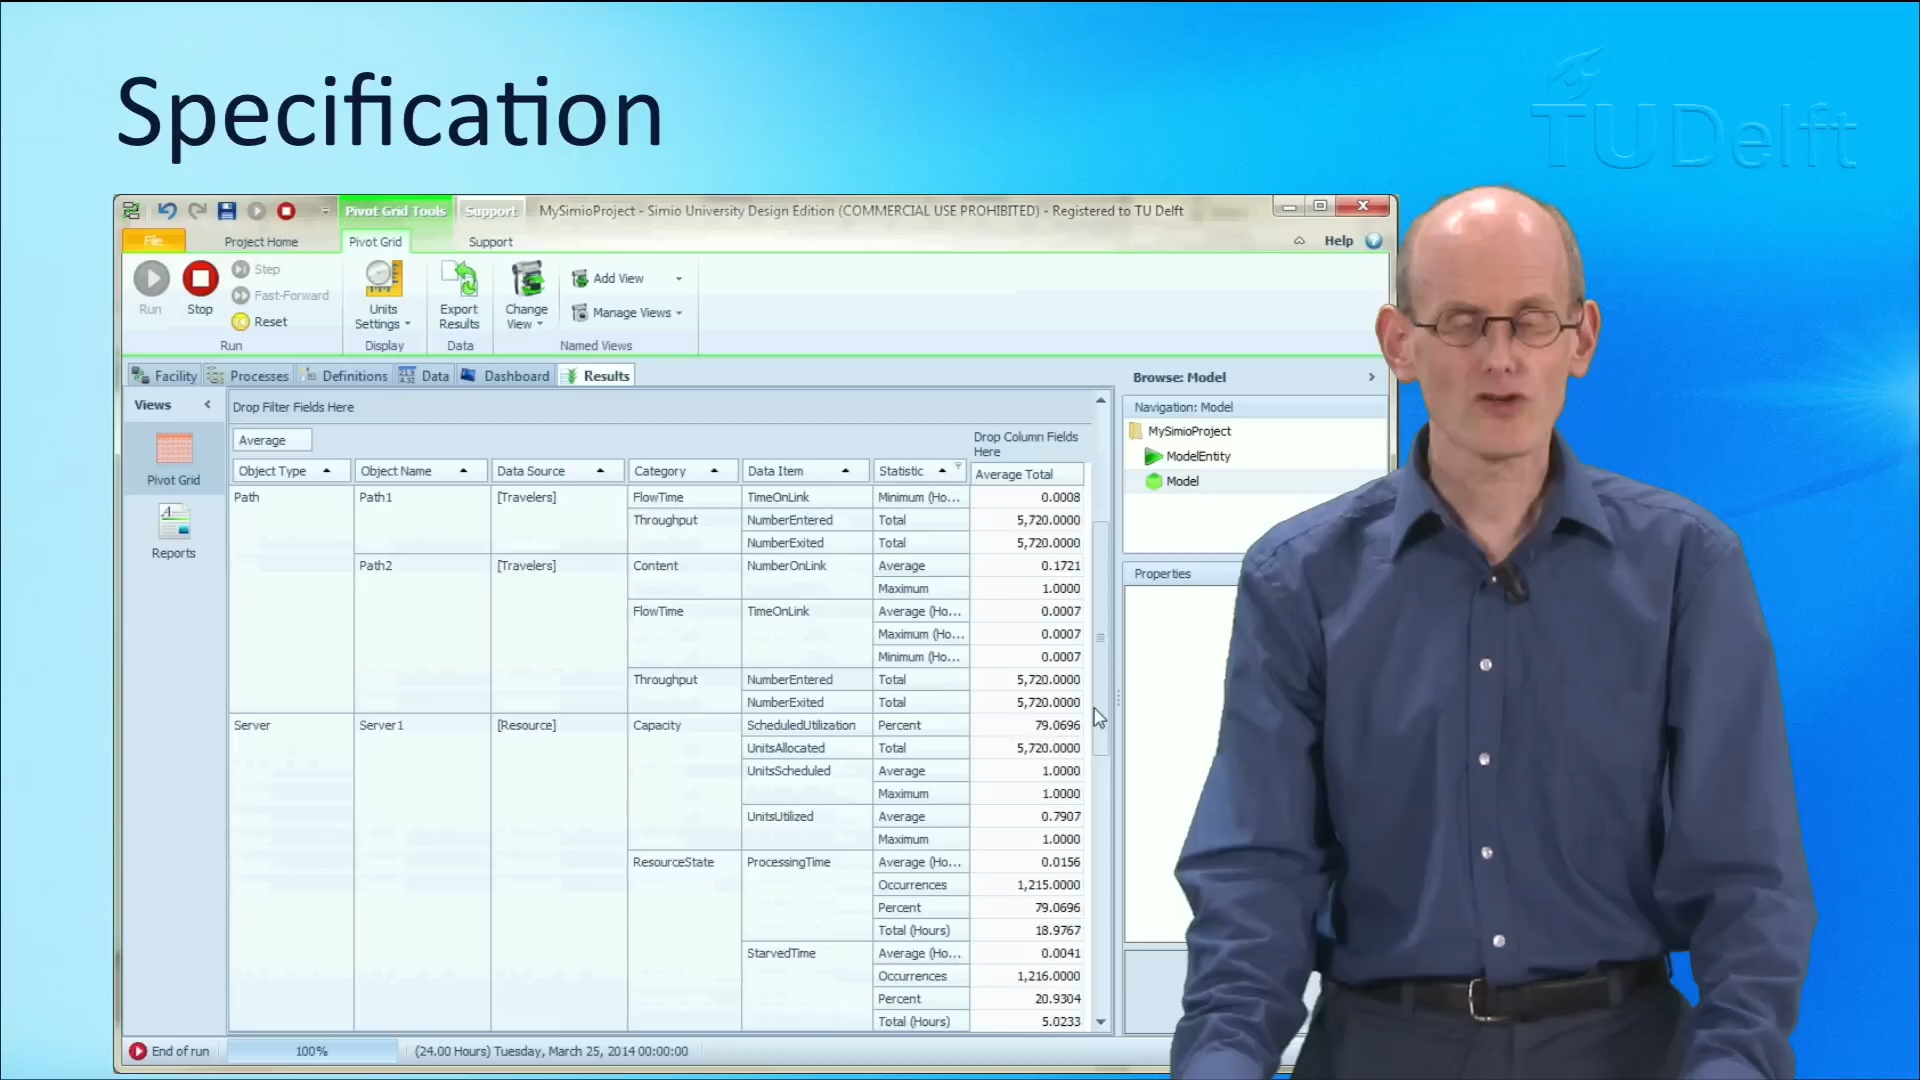 Specification
TUDelft
Pivot Grid Tools Support MySimioProject - Simio University Design Edition (COMMERCIAL USE PROHIBITED) - Registered to TU Delft
File Project Home Pivot Grid Support Help
Run Stop Step Fast-Forward Reset
Units Settings Export Results Change View Add View Manage Views
Run Display Data Named Views
Facility Processes Definitions Data Dashboard Results
Views
Pivot Grid
Reports
Drop Filter Fields Here
Average
Drop Column Fields Here
Object Type Object Name Data Source Category Data Item Statistic Average Total
Path Path1 [Travelers] FlowTime TimeOnLink Minimum (Ho... 0.0008
Throughput NumberEntered Total 5,720.0000
NumberExited Total 5,720.0000
Path2 [Travelers] Content NumberOnLink Average 0.1721
Maximum 1.0000
FlowTime TimeOnLink Average (Ho... 0.0007
Maximum (Ho... 0.0007
Minimum (Ho... 0.0007
Throughput NumberEntered Total 5,720.0000
NumberExited Total 5,720.0000
Server Server1 [Resource] Capacity ScheduledUtilization Percent 79.0696
UnitsAllocated Total 5,720.0000
UnitsScheduled Average 1.0000
Maximum 1.0000
UnitsUtilized Average 0.7907
Maximum 1.0000
ResourceState ProcessingTime Average (Ho... 0.0156
Occurrences 1,215.0000
Percent 79.0696
Total (Hours) 18.9767
StarvedTime Average (Ho... 0.0041
Occurrences 1,216.0000
Percent 20.9304
Total (Hours) 5.0233
Browse: Model
Navigation: Model
MySimioProject
ModelEntity
Model
Properties
End of run 100% (24.00 Hours) Tuesday, March 25, 2014 00:00:00